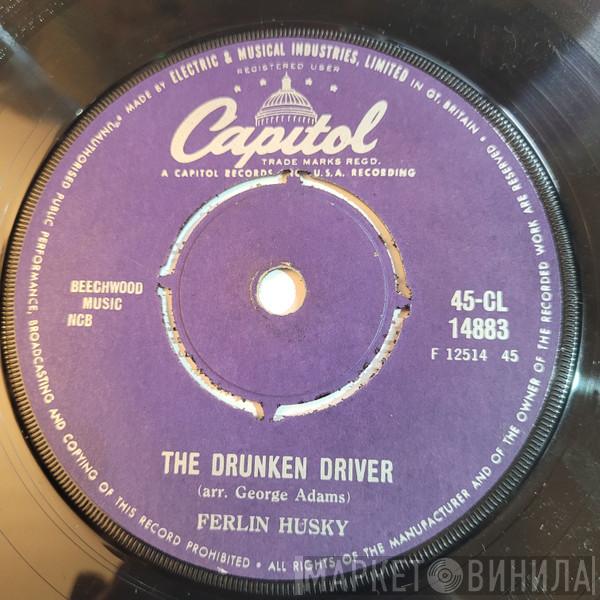 MADE BY ELECTRIC & MUSICAL INDUSTRIES, LIMITED IN GT. BRITAIN • ALL RIGHTS OF THE MANUFACTURER AND OF THE OWNER OF THE RECORDED WORK ARE RESERVED
UNAUTHORISED PUBLIC PERFORMANCE, BROADCASTING AND COPYING OF THIS RECORD PROHIBITED •
REGISTERED USER
Capitol
TRADE MARKS REGD.
A CAPITOL RECORDS INC U.S.A. RECORDING
BEECHWOOD
MUSIC
NCB
45-CL
14883
F 12514 45
THE DRUNKEN DRIVER
(arr. George Adams)
FERLIN HUSKY
МАРКЕТ ВИНИЛА